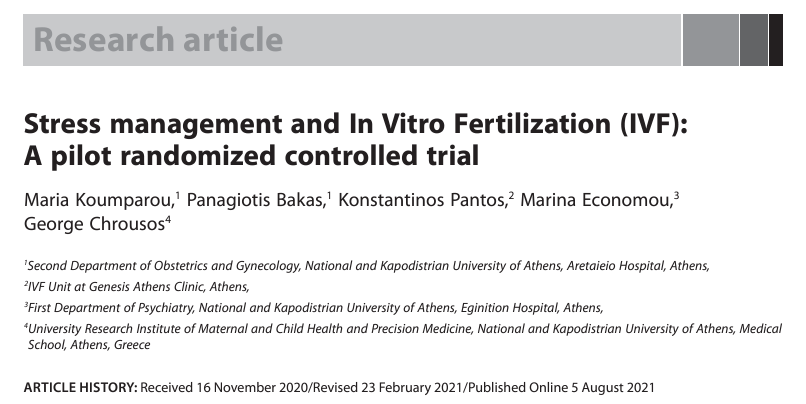 Research article
Stress management and In Vitro Fertilization (IVF):
A pilot randomized controlled trial
Maria Koumparou,¹ Panagiotis Bakas,¹ Konstantinos Pantos,² Marina Economou,³
George Chrousos⁴
¹Second Department of Obstetrics and Gynecology, National and Kapodistrian University of Athens, Aretaieio Hospital, Athens,
²IVF Unit at Genesis Athens Clinic, Athens,
³First Department of Psychiatry, National and Kapodistrian University of Athens, Eginition Hospital, Athens,
⁴University Research Institute of Maternal and Child Health and Precision Medicine, National and Kapodistrian University of Athens, Medical
School, Athens, Greece
ARTICLE HISTORY: Received 16 November 2020/Revised 23 February 2021/Published Online 5 August 2021